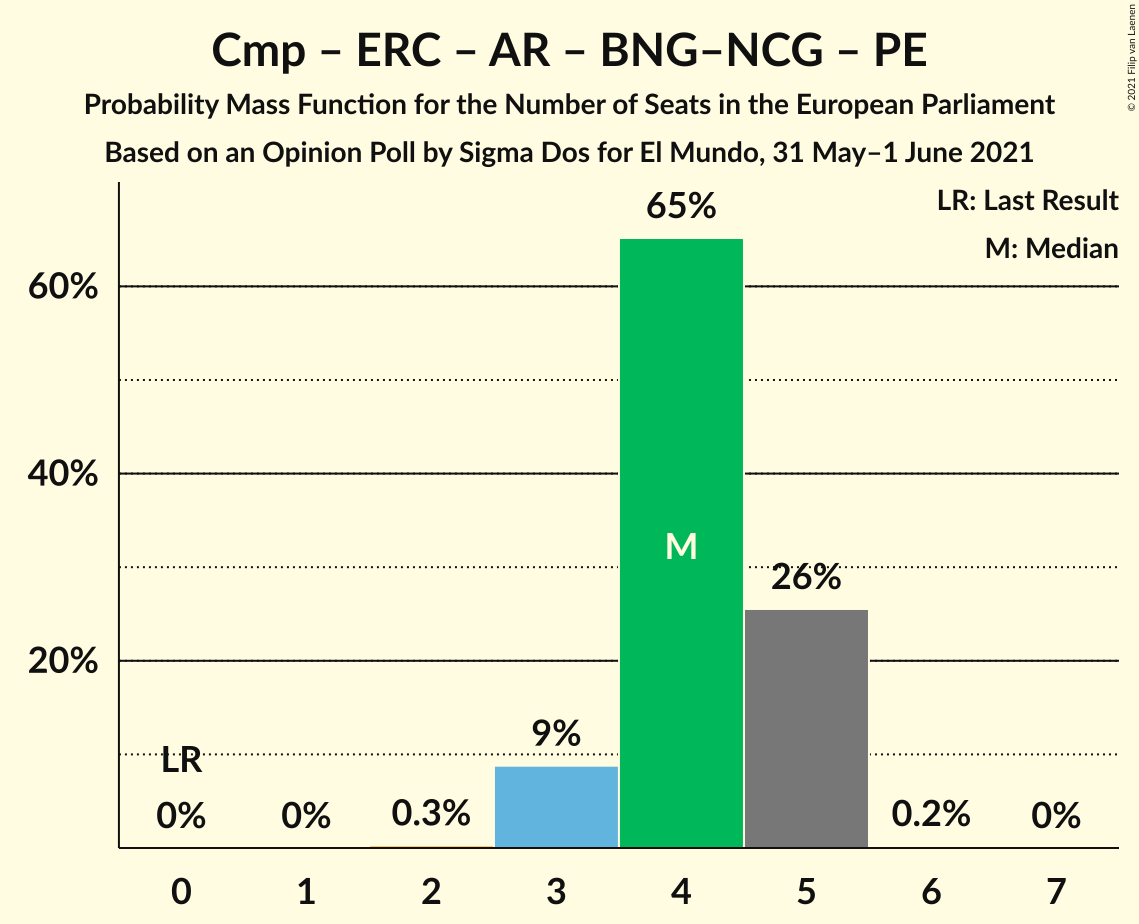 Cmp – ERC – AR – BNG–NCG – PE
Probability Mass Function for the Number of Seats in the European Parliament
Based on an Opinion Poll by Sigma Dos for El Mundo, 31 May–1 June 2021
© 2021 Filip van Laenen
LR: Last Result
M: Median
65%
60%
40%
M
26%
20%
9%
LR
0% 0% 0.3% 0.2% 0%
0 1 2 3 4 5 6 7